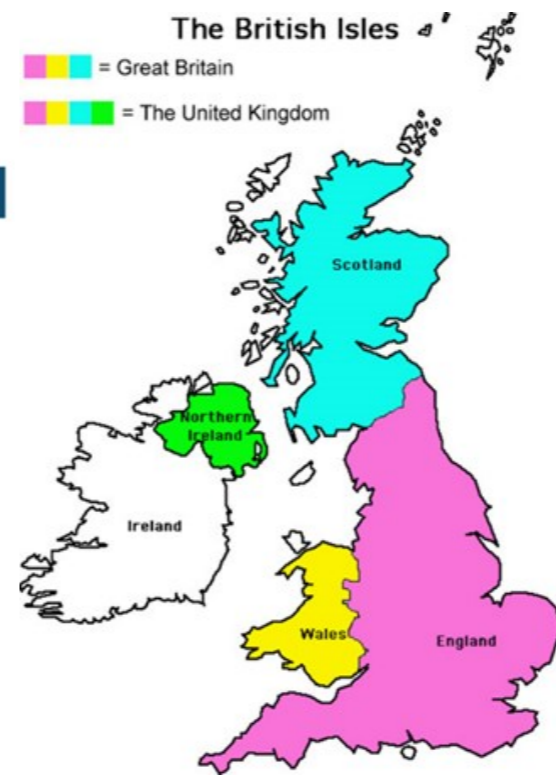 The British Isles
= Great Britain
= The United Kingdom
Scotland
Northern
Ireland
Ireland
Wales
England